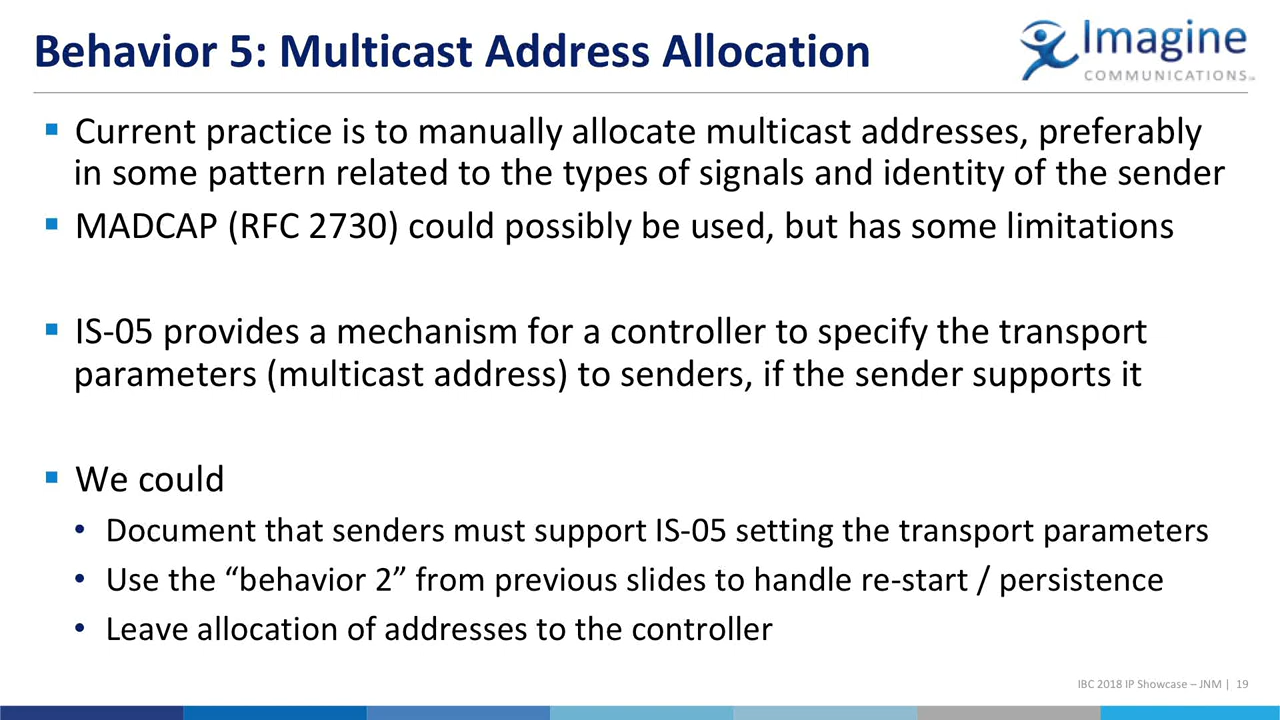 Behavior 5: Multicast Address Allocation
Imagine
COMMUNICATIONS
Current practice is to manually allocate multicast addresses, preferably
in some pattern related to the types of signals and identity of the sender
MADCAP (RFC 2730) could possibly be used, but has some limitations
IS-05 provides a mechanism for a controller to specify the transport
parameters (multicast address) to senders, if the sender supports it
We could
Document that senders must support IS-05 setting the transport parameters
Use the “behavior 2” from previous slides to handle re-start / persistence
Leave allocation of addresses to the controller
IBC 2018 IP Showcase – JNM | 19